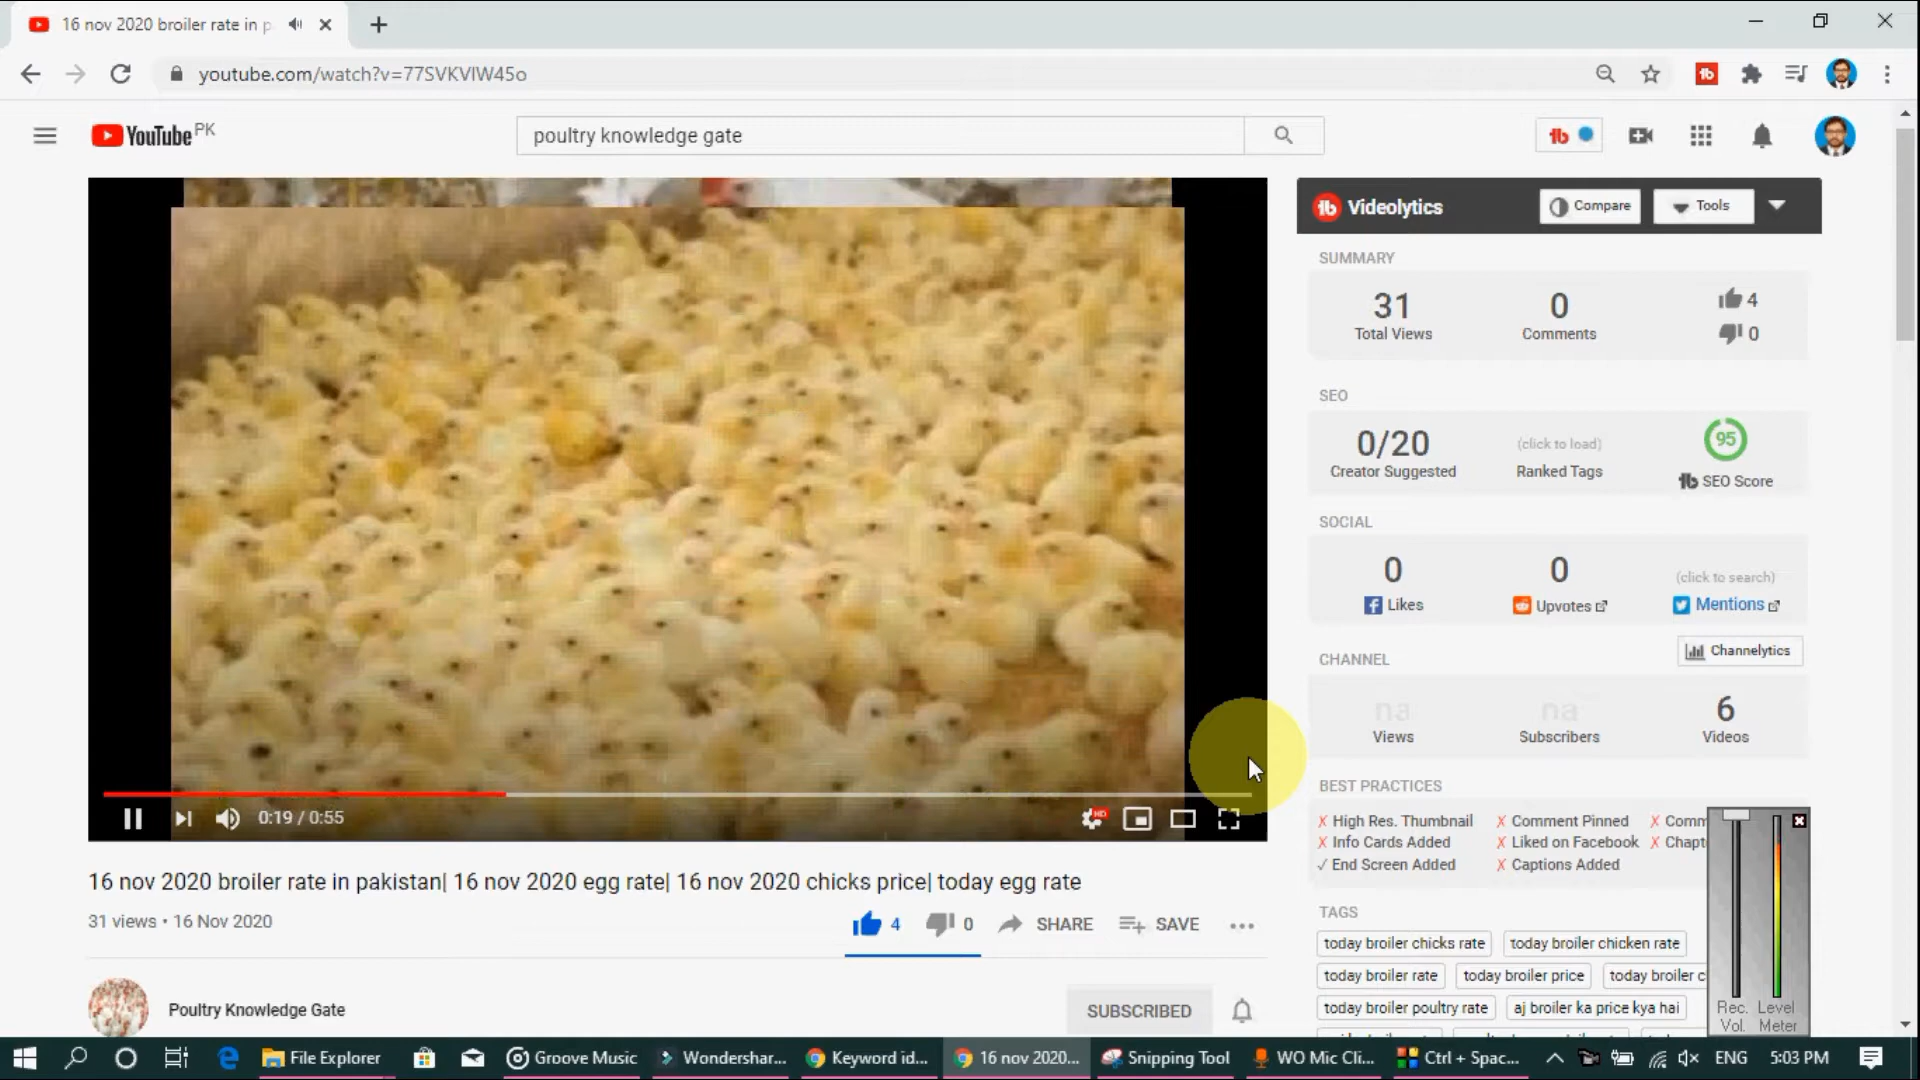 16 nov 2020 broiler rate in p
youtube.com/watch?v=77SVKVlW45o
YouTube PK
poultry knowledge gate
Videolytics
Compare
Tools
SUMMARY
31
Total Views
0
Comments
4
0
SEO
0/20
Creator Suggested
(click to load)
Ranked Tags
95
SEO Score
SOCIAL
0
Likes
0
Upvotes
(click to search)
Mentions
CHANNEL
Channelytics
na
Views
na
Subscribers
6
Videos
BEST PRACTICES
X High Res. Thumbnail
X Comment Pinned
X Comm
X Info Cards Added
X Liked on Facebook
X Chapt
✓ End Screen Added
X Captions Added
TAGS
today broiler chicks rate
today broiler chicken rate
today broiler rate
today broiler price
today broiler c
today broiler poultry rate
aj broiler ka price kya hai
Rec. Vol.
Level Meter
HD
0:19 / 0:55
16 nov 2020 broiler rate in pakistan| 16 nov 2020 egg rate| 16 nov 2020 chicks price| today egg rate
31 views • 16 Nov 2020
4
0
SHARE
SAVE
Poultry Knowledge Gate
SUBSCRIBED
File Explorer
Groove Music
Wondershar...
Keyword id...
16 nov 2020...
Snipping Tool
WO Mic Cli...
Ctrl + Spac...
ENG
5:03 PM